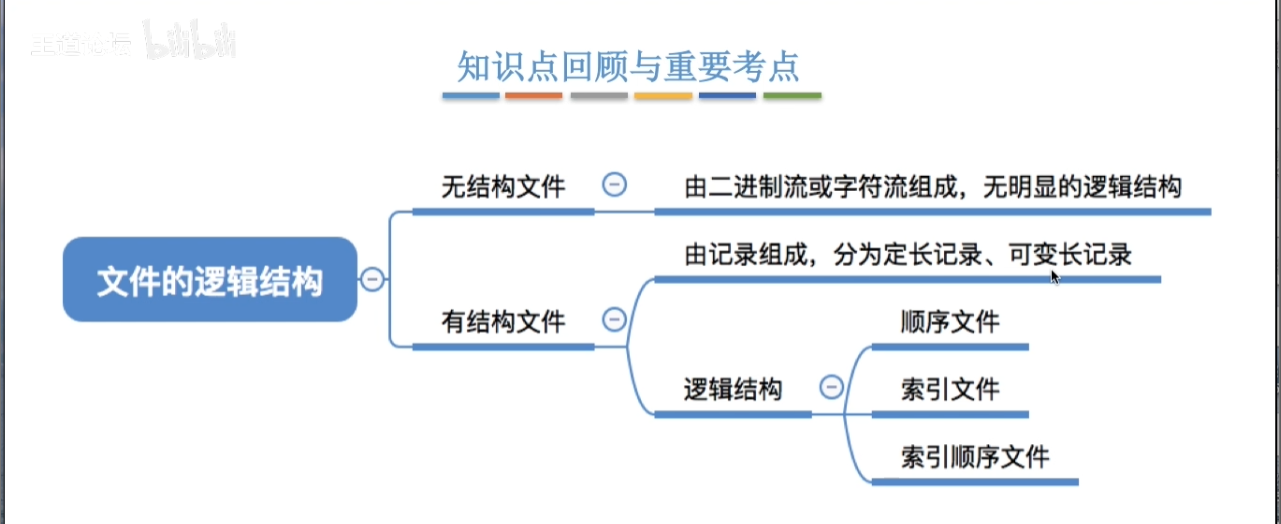 王道论坛 bilibili
知识点回顾与重要考点
无结构文件
由二进制流或字符流组成，无明显的逻辑结构
由记录组成，分为定长记录、可变长记录
文件的逻辑结构
有结构文件
顺序文件
逻辑结构
索引文件
索引顺序文件